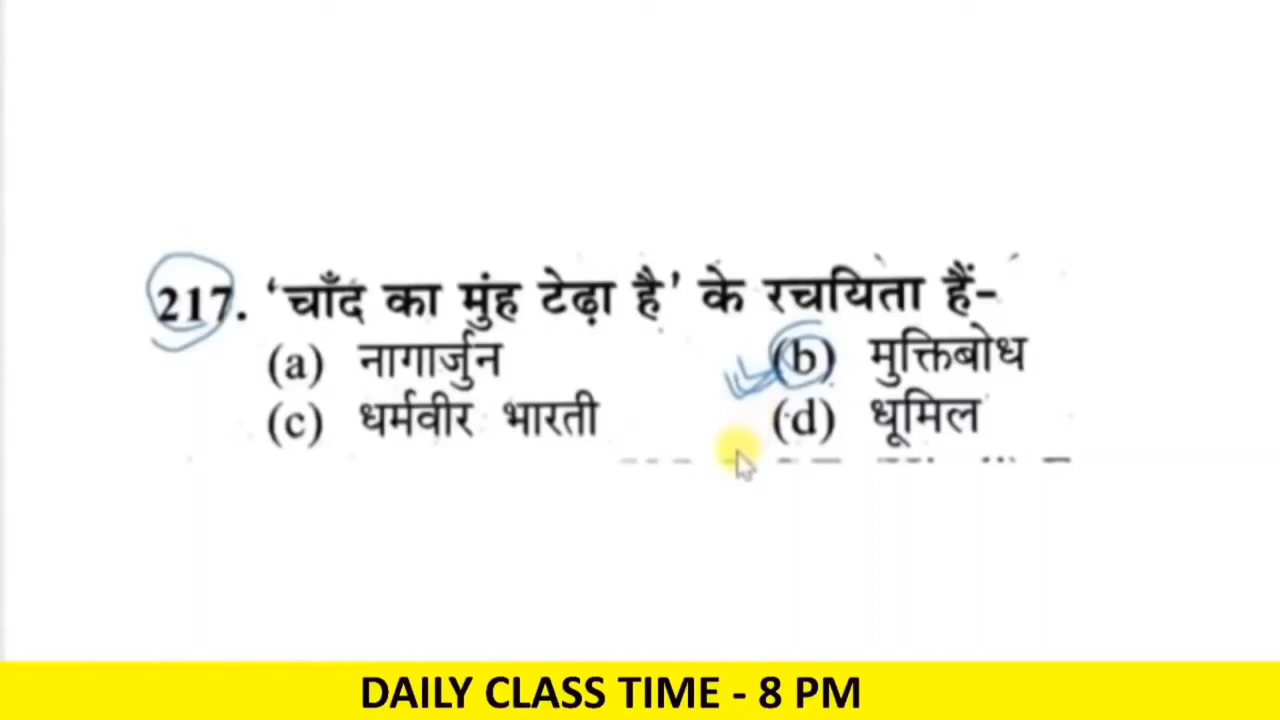 217. 'चाँद का मुंह टेढ़ा है' के रचयिता हैं-
(a) नागार्जुन (b) मुक्तिबोध
(c) धर्मवीर भारती (d) धूमिल
DAILY CLASS TIME - 8 PM